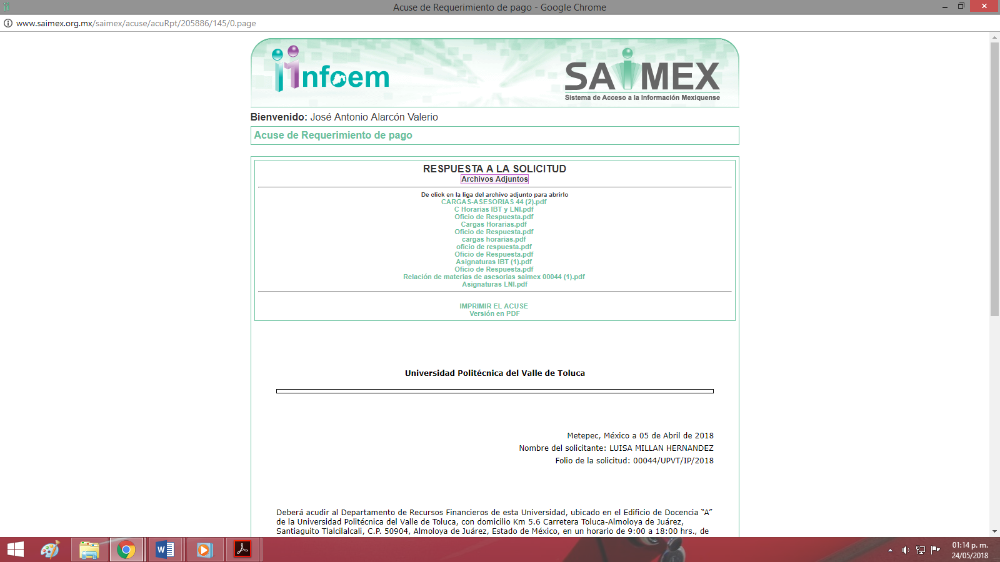 Acuse de Requerimiento de pago - Google Chrome
www.saimex.org.mx/saimex/acuse/acuRpt/205886/145/0.page
infoem
SAIMEX
Sistema de Acceso a la Información Mexiquense
Bienvenido: José Antonio Alarcón Valerio
Acuse de Requerimiento de pago
RESPUESTA A LA SOLICITUD
Archivos Adjuntos
De click en la liga del archivo adjunto para abrirlo
CARGAS-ASESORIAS 44 (2).pdf
C Horarias IBT y LNI.pdf
Oficio de Respuesta.pdf
Cargas Horarias.pdf
Oficio de Respuesta.pdf
cargas horarias.pdf
oficio de respuesta.pdf
Oficio de Respuesta.pdf
Asignaturas IBT (1).pdf
Oficio de Respuesta.pdf
Relación de materias de asesorias saimex 00044 (1).pdf
Asignaturas LNI.pdf
IMPRIMIR EL ACUSE
Versión en PDF
Universidad Politécnica del Valle de Toluca
Metepec, México a 05 de Abril de 2018
Nombre del solicitante: LUISA MILLAN HERNANDEZ
Folio de la solicitud: 00044/UPVT/IP/2018
Deberá acudir al Departamento de Recursos Financieros de esta Universidad, ubicado en el Edificio de Docencia “A”
de la Universidad Politécnica del Valle de Toluca, con domicilio Km 5.6 Carretera Toluca-Almoloya de Juárez,
Santiaguito Tlalcilalcali, C.P. 50904, Almoloya de Juárez, Estado de México, en un horario de 9:00 a 18:00 hrs., de
01:14 p. m.
24/05/2018